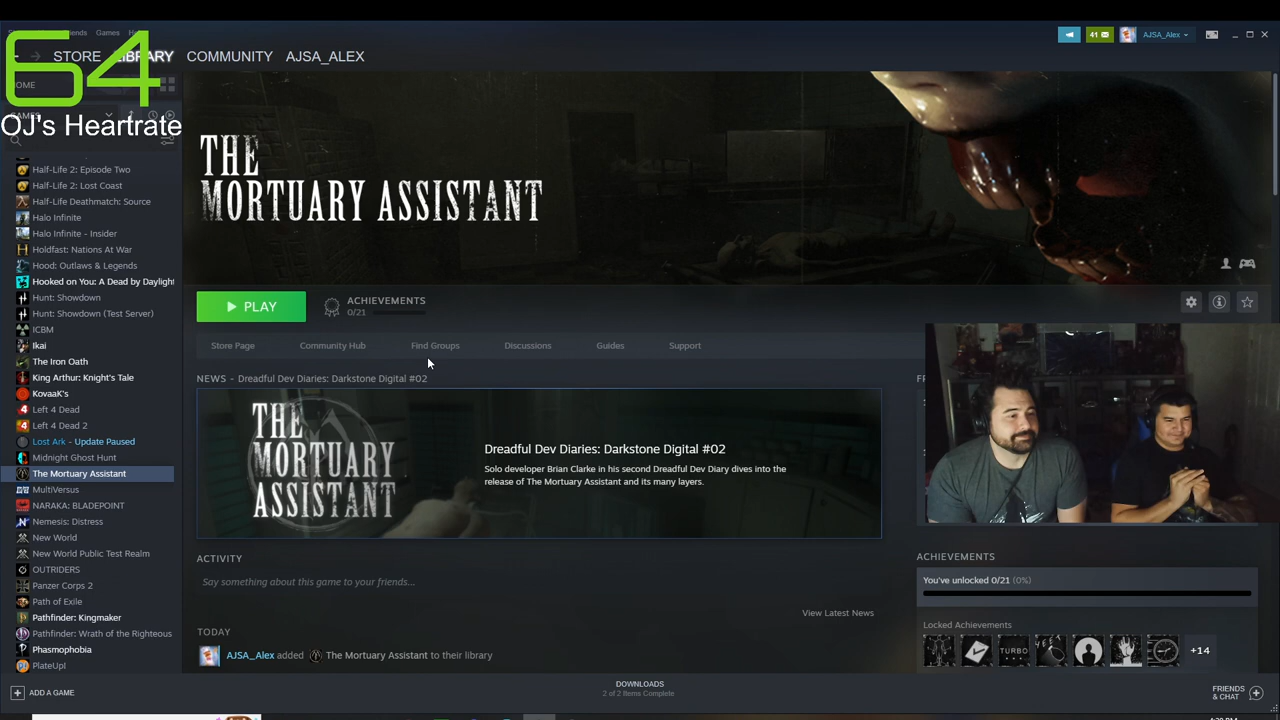 Friends
Games
STORE LIBRARY COMMUNITY AJSA_ALEX
41
AJSA_Alex
64
OJ's Heartrate
HOME
GAMES
Half-Life 2: Episode Two
Half-Life 2: Lost Coast
Half-Life Deathmatch: Source
Halo Infinite
Halo Infinite - Insider
Holdfast: Nations At War
Hood: Outlaws & Legends
Hooked on You: A Dead by Daylight
Hunt: Showdown
Hunt: Showdown (Test Server)
ICBM
Ikai
The Iron Oath
King Arthur: Knight's Tale
KovaaK's
Left 4 Dead
Left 4 Dead 2
Lost Ark - Update Paused
Midnight Ghost Hunt
The Mortuary Assistant
MultiVersus
NARAKA: BLADEPOINT
Nemesis: Distress
New World
New World Public Test Realm
OUTRIDERS
Panzer Corps 2
Path of Exile
Pathfinder: Kingmaker
Pathfinder: Wrath of the Righteous
Phasmophobia
PlateUp!
ADD A GAME
THE
MORTUARY ASSISTANT
PLAY
ACHIEVEMENTS
0/21
Store Page
Community Hub
Find Groups
Discussions
Guides
Support
NEWS - Dreadful Dev Diaries: Darkstone Digital #02
THE
MORTUARY
ASSISTANT
Dreadful Dev Diaries: Darkstone Digital #02
Solo developer Brian Clarke in his second Dreadful Dev Diary dives into the
release of The Mortuary Assistant and its many layers.
ACTIVITY
Say something about this game to your friends...
View Latest News
TODAY
AJSA_Alex added The Mortuary Assistant to their library
ACHIEVEMENTS
You've unlocked 0/21 (0%)
Locked Achievements
TURBO
+14
DOWNLOADS
2 of 2 Items Complete
FRIENDS
& CHAT